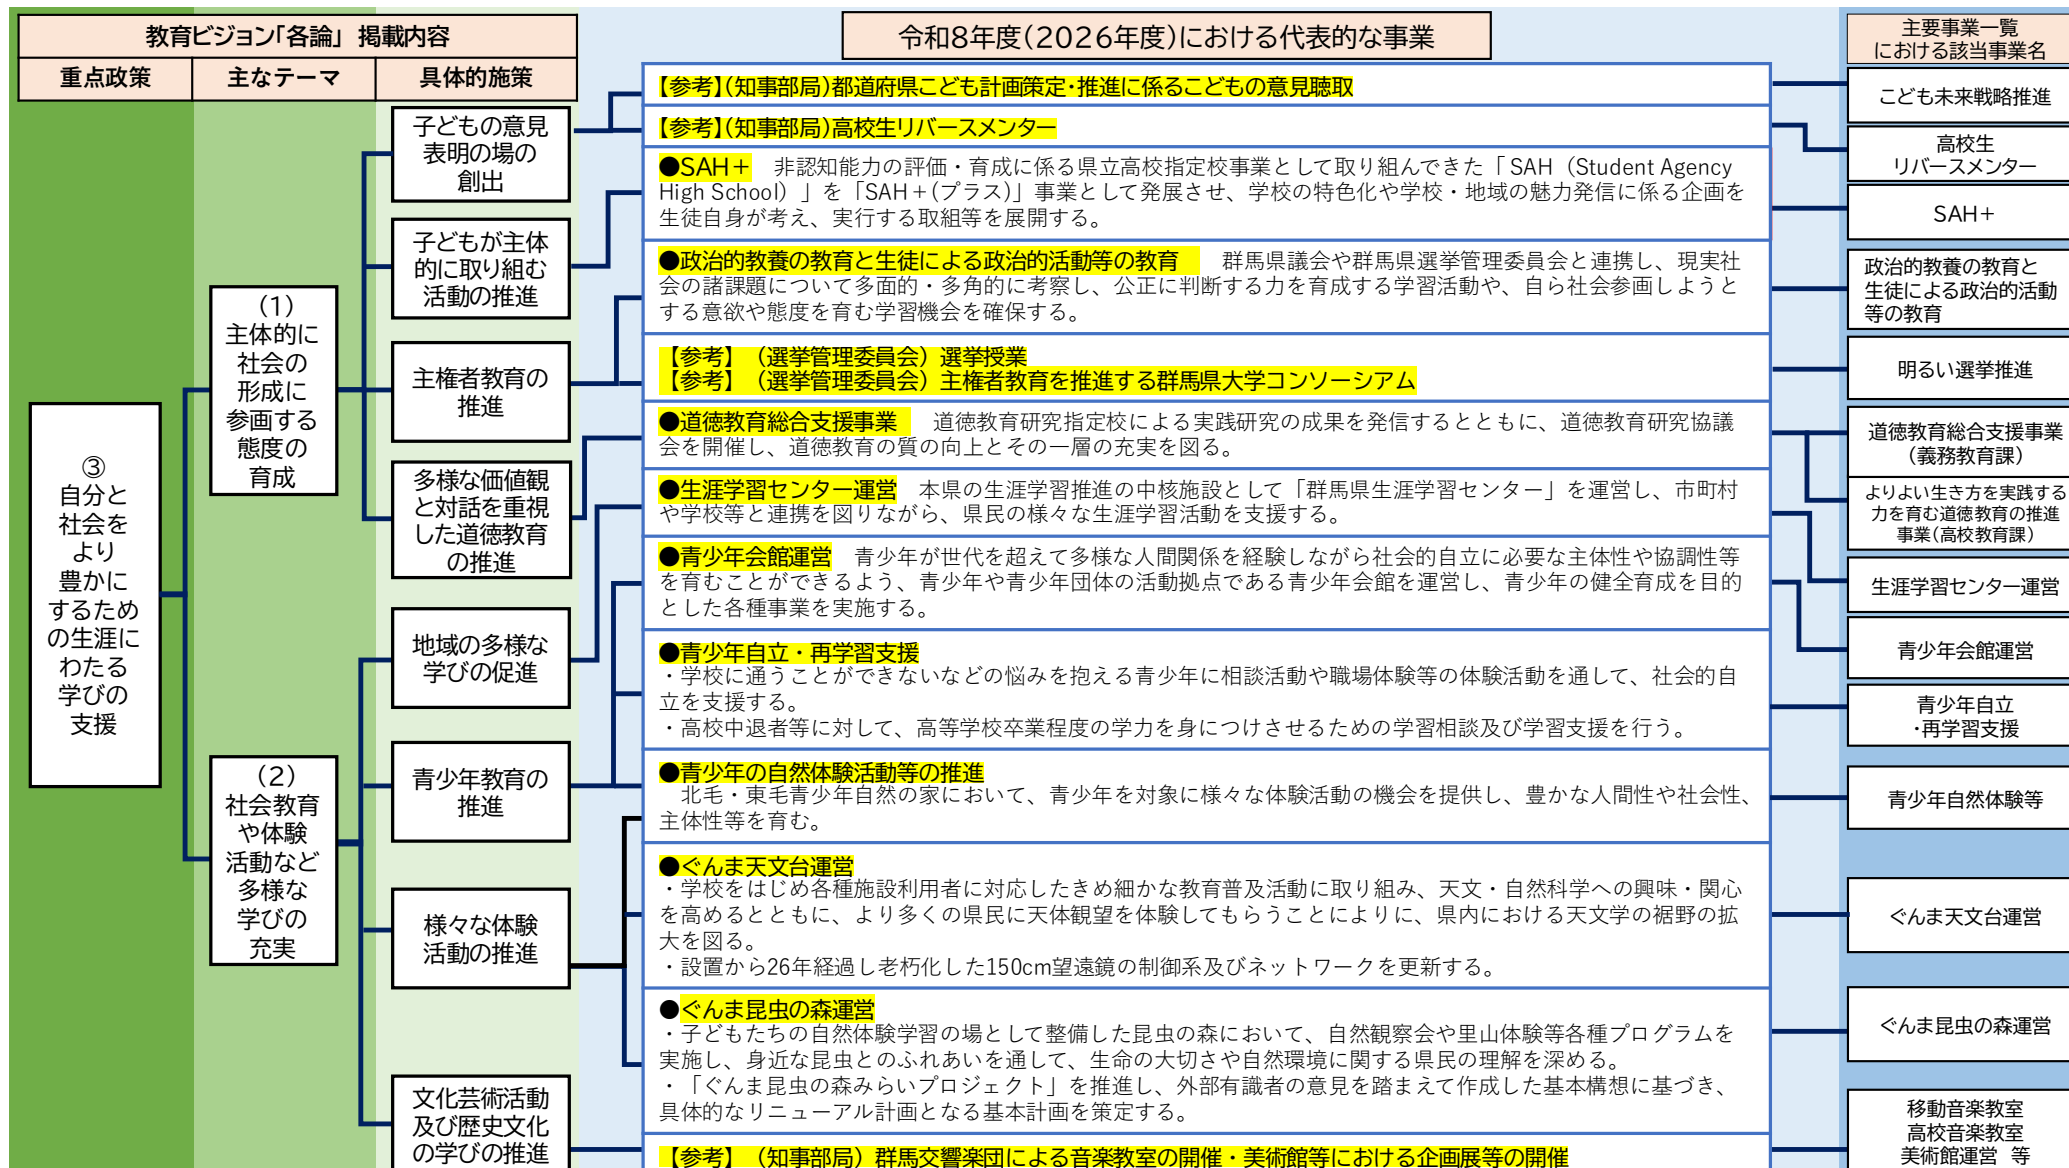 教育ビジョン「各論」 掲載内容
重点政策
主なテーマ
具体的施策
令和8年度(2026年度)における代表的な事業
主要事業一覧
における該当事業名
③
自分と
社会を
より
豊かに
するため
の生涯に
わたる
学びの
支援
(1)
主体的に
社会の
形成に
参画する
態度の
育成
(2)
社会教育
や体験
活動など
多様な
学びの
充実
子どもの意見
表明の場の
創出
子どもが主体
的に取り組む
活動の推進
主権者教育の
推進
多様な価値観
と対話を重視
した道徳教育
の推進
地域の多様な
学びの促進
青少年教育の
推進
様々な体験
活動の推進
文化芸術活動
及び歴史文化
の学びの推進
【参考】(知事部局)都道府県こども計画策定・推進に係るこどもの意見聴取
【参考】(知事部局)高校生リバースメンター
●SAH+ 非認知能力の評価・育成に係る県立高校指定校事業として取り組んできた「SAH(Student Agency
High School)」を「SAH+(プラス)」事業として発展させ、学校の特色化や学校・地域の魅力発信に係る企画を
生徒自身が考え、実行する取組等を展開する。
●政治的教養の教育と生徒による政治的活動等の教育 群馬県議会や群馬県選挙管理委員会と連携し、現実社
会の諸課題について多面的・多角的に考察し、公正に判断する力を育成する学習活動や、自ら社会参画しようと
する意欲や態度を育む学習機会を確保する。
【参考】(選挙管理委員会)選挙授業
【参考】(選挙管理委員会)主権者教育を推進する群馬県大学コンソーシアム
●道徳教育総合支援事業 道徳教育研究指定校による実践研究の成果を発信するとともに、道徳教育研究協議
会を開催し、道徳教育の質の向上とその一層の充実を図る。
●生涯学習センター運営 本県の生涯学習推進の中核施設として「群馬県生涯学習センター」を運営し、市町村
や学校等と連携を図りながら、県民の様々な生涯学習活動を支援する。
●青少年会館運営 青少年が世代を超えて多様な人間関係を経験しながら社会的自立に必要な主体性や協調性等
を育むことができるよう、青少年や青少年団体の活動拠点である青少年会館を運営し、青少年の健全育成を目的
とした各種事業を実施する。
●青少年自立・再学習支援
・学校に通うことができないなどの悩みを抱える青少年に相談活動や職場体験等の体験活動を通して、社会的自
立を支援する。
・高校中退者等に対して、高等学校卒業程度の学力を身につけさせるための学習相談及び学習支援を行う。
●青少年の自然体験活動等の推進
北毛・東毛青少年自然の家において、青少年を対象に様々な体験活動の機会を提供し、豊かな人間性や社会性、
主体性等を育む。
●ぐんま天文台運営
・学校をはじめ各種施設利用者に対応したきめ細かな教育普及活動に取り組み、天文・自然科学への興味・関心
を高めるとともに、より多くの県民に天体観望を体験してもらうことによりに、県内における天文学の裾野の拡
大を図る。
・設置から26年経過し老朽化した150cm望遠鏡の制御系及びネットワークを更新する。
●ぐんま昆虫の森運営
・子どもたちの自然体験学習の場として整備した昆虫の森において、自然観察会や里山体験等各種プログラムを
実施し、身近な昆虫とのふれあいを通して、生命の大切さや自然環境に関する県民の理解を深める。
・「ぐんま昆虫の森みらいプロジェクト」を推進し、外部有識者の意見を踏まえて作成した基本構想に基づき、
具体的なリニューアル計画となる基本計画を策定する。
【参考】(知事部局)群馬交響楽団による音楽教室の開催・美術館等における企画展等の開催
こども未来戦略推進
高校生
リバースメンター
SAH+
政治的教養の教育と
生徒による政治的活動
等の教育
明るい選挙推進
道徳教育総合支援事業
(義務教育課)
よりよい生き方を実践する
力を育む道徳教育の推進
事業(高校教育課)
生涯学習センター運営
青少年会館運営
青少年自立
・再学習支援
青少年自然体験等
ぐんま天文台運営
ぐんま昆虫の森運営
移動音楽教室
高校音楽教室
美術館運営 等